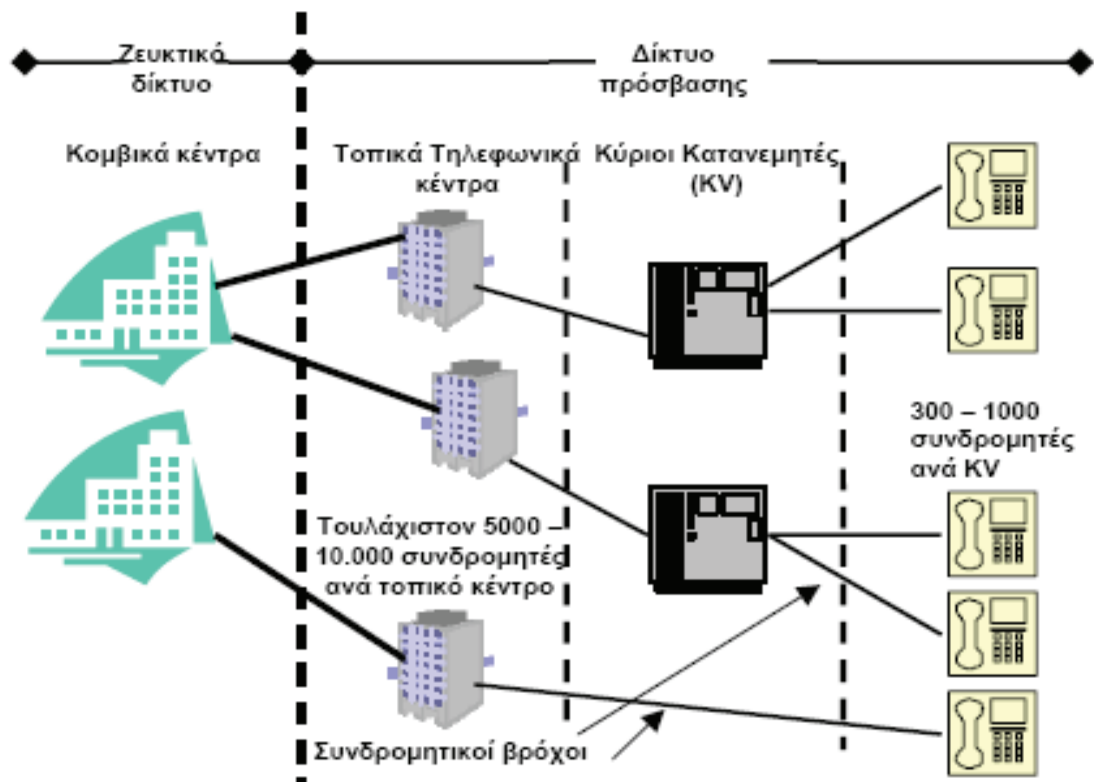 Ζευκτικό
δίκτυο
Δίκτυο
πρόσβασης
Κομβικά κέντρα
Τοπικά Τηλεφωνικά
κέντρα
Κύριοι Κατανεμητές
(KV)
300 – 1000
συνδρομητές
ανά KV
Τουλάχιστον 5000 –
10.000 συνδρομητές
ανά τοπικό κέντρο
Συνδρομητικοί βρόχοι